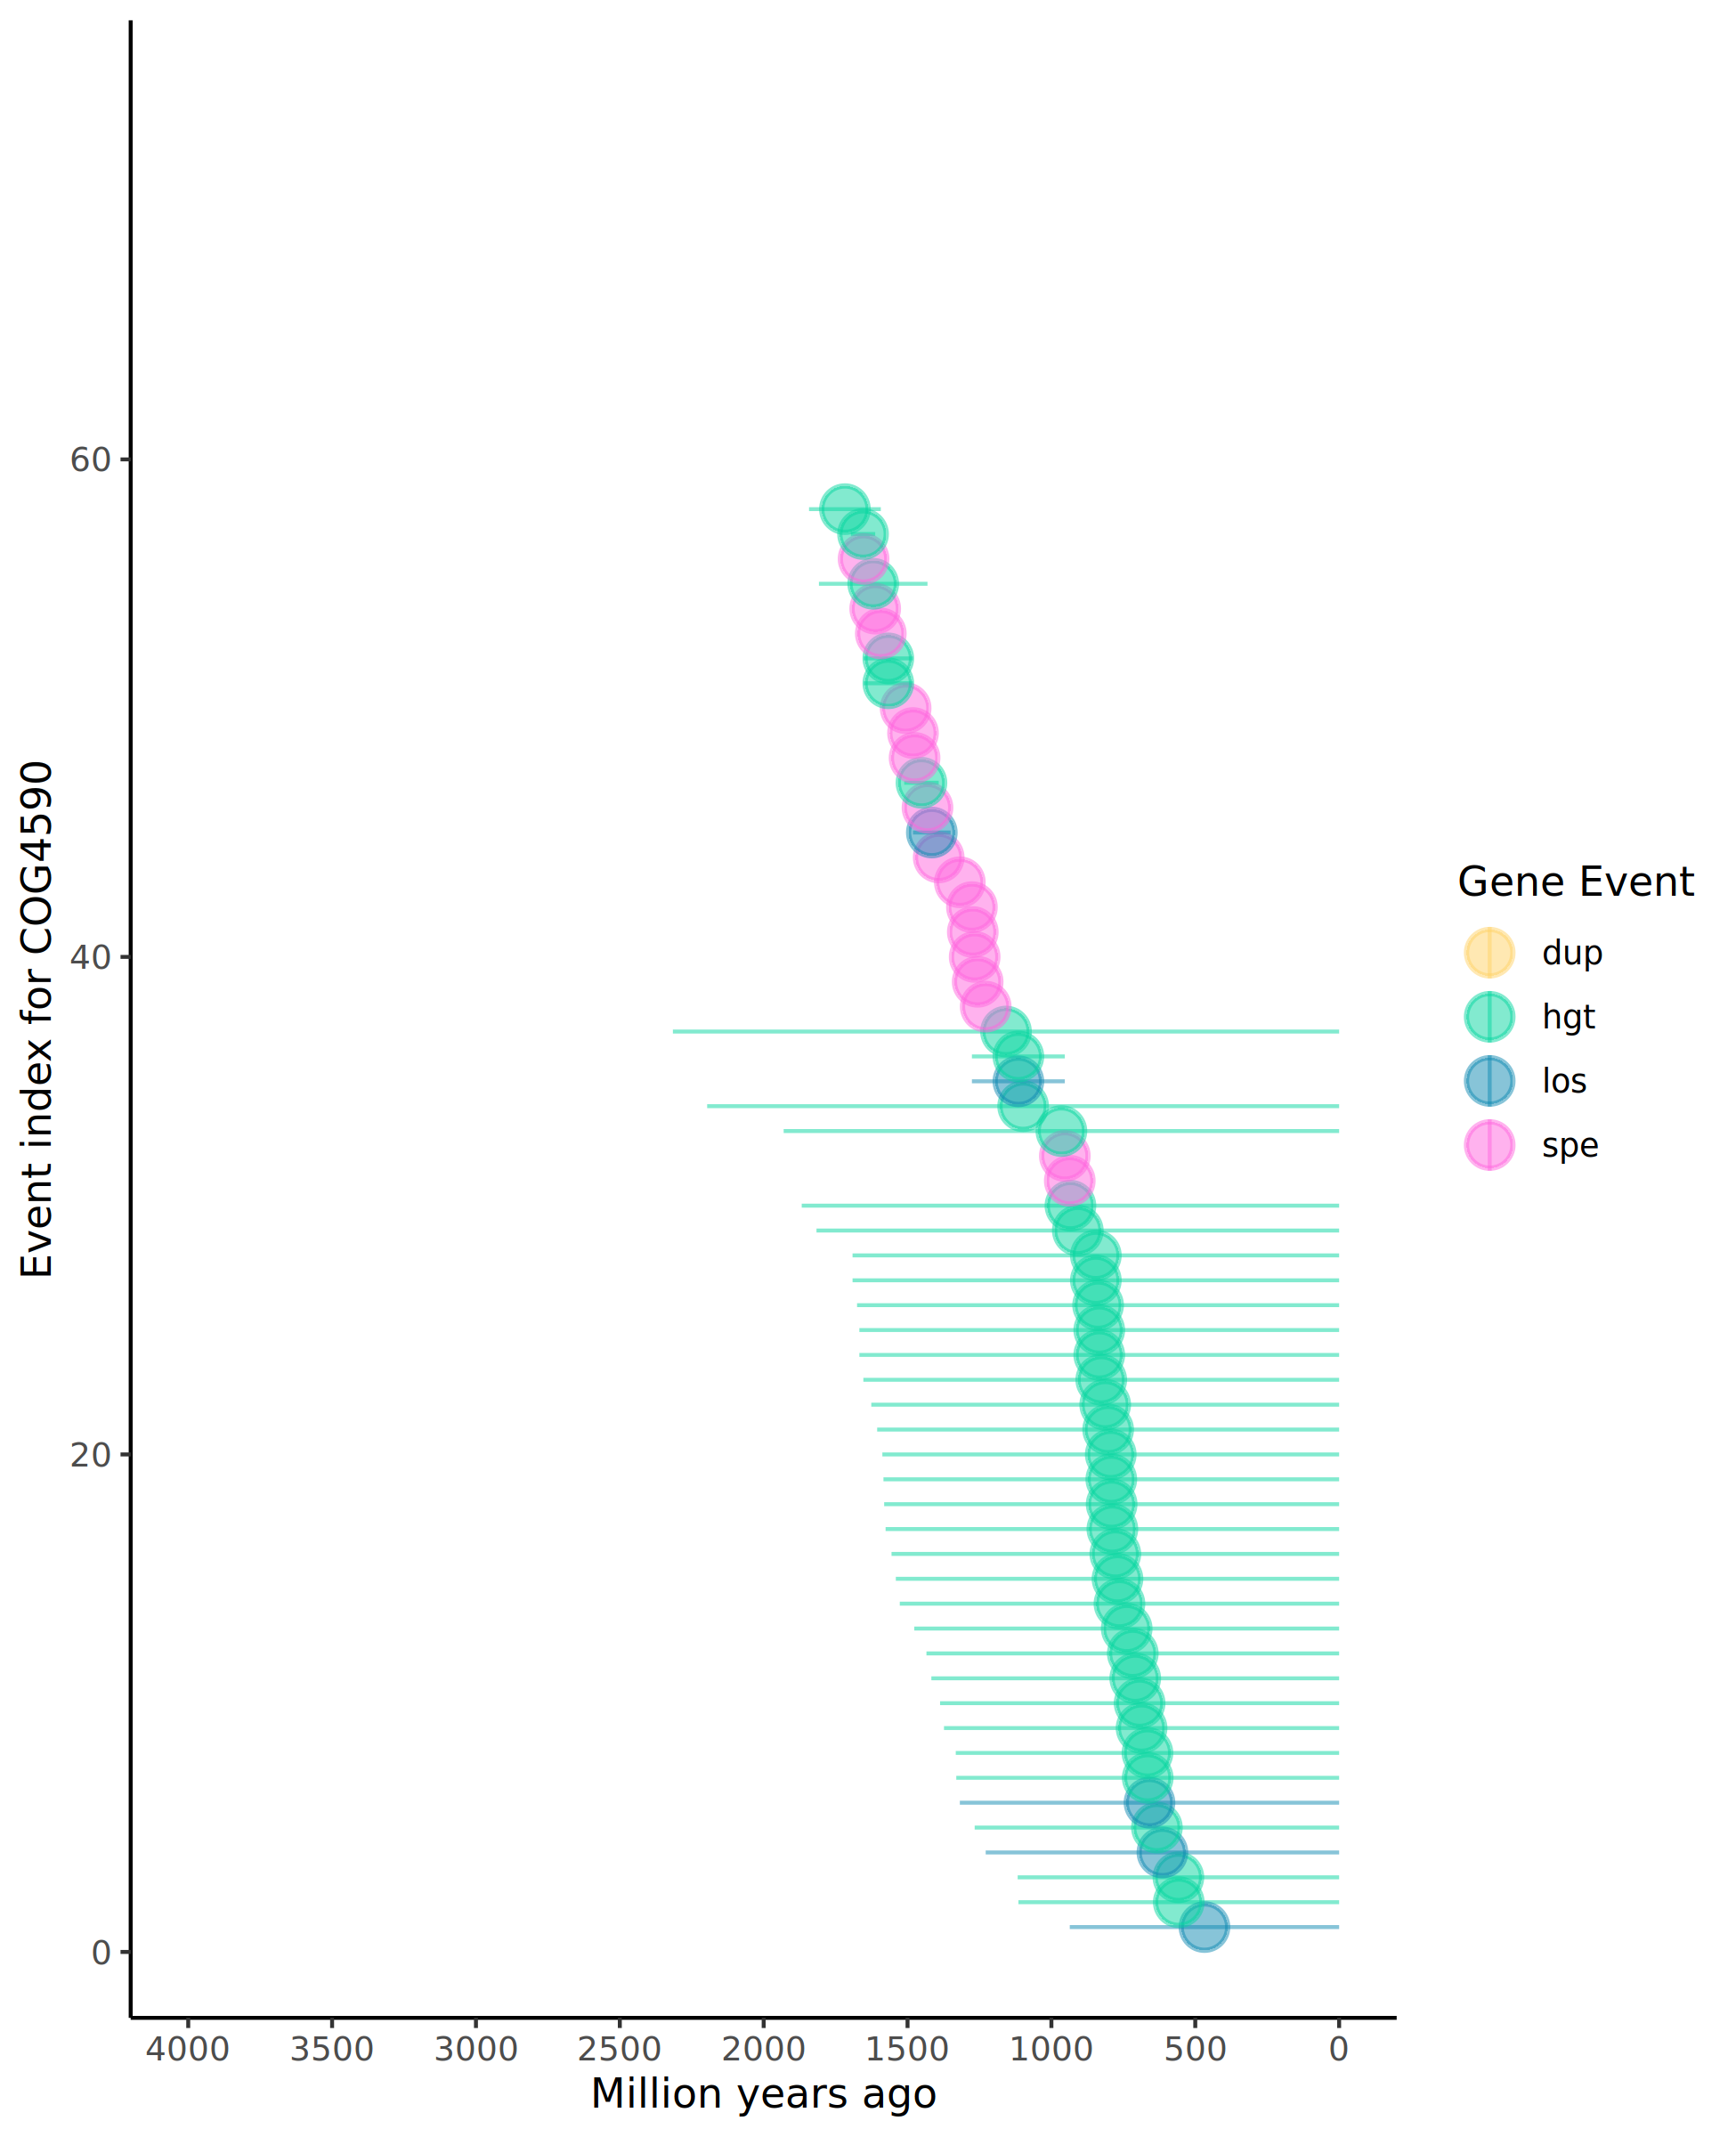 Event index for COG4590
60
40
20
0
4000 3500 3000 2500 2000 1500 1000 500 0
Million years ago
Gene Event
dup
hgt
los
spe